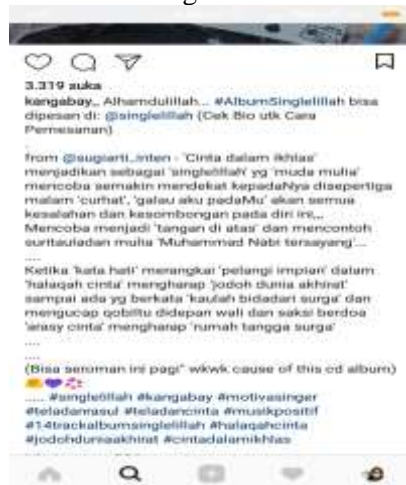 3.319 suka
kangabay_ Alhamdulillah... #AlbumSinglelillah bisa
dipesan di: @singlelillah (Cek Bio utk Cara
Pemesanan)
.
from @sugiarti_inten - 'Cinta dalam ikhlas'
menjadikan sebagai 'singlelillah' yg 'muda mulia'
mencoba semakin mendekat kepadaNya disepertiga
malam 'curhat', 'galau aku padaMu' akan semua
kesalahan dan kesombongan pada diri ini,,,
Mencoba menjadi 'tangan di atas' dan mencontoh
suritauladan mulia 'Muhammad Nabi tersayang'...
....
Ketika 'kata hati' merangkai 'pelangi impian' dalam
'halaqah cinta' mengharap 'jodoh dunia akhirat'
sampai ada yg berkata 'kaulah bidadari surga' dan
mengucap qobiltu didepan wali dan saksi berdoa
'arasy cinta' mengharap 'rumah tangga surga'
....
....
(Bisa seroman ini pagi" wkwk cause of this cd album)
..... #singlelillah #kangabay #motivasinger
#teladanrasul #teladancinta #musikpositif
#14trackalbumsinglelillah #halaqahcinta
#jodohduniaakhirat #cintadalamikhlas